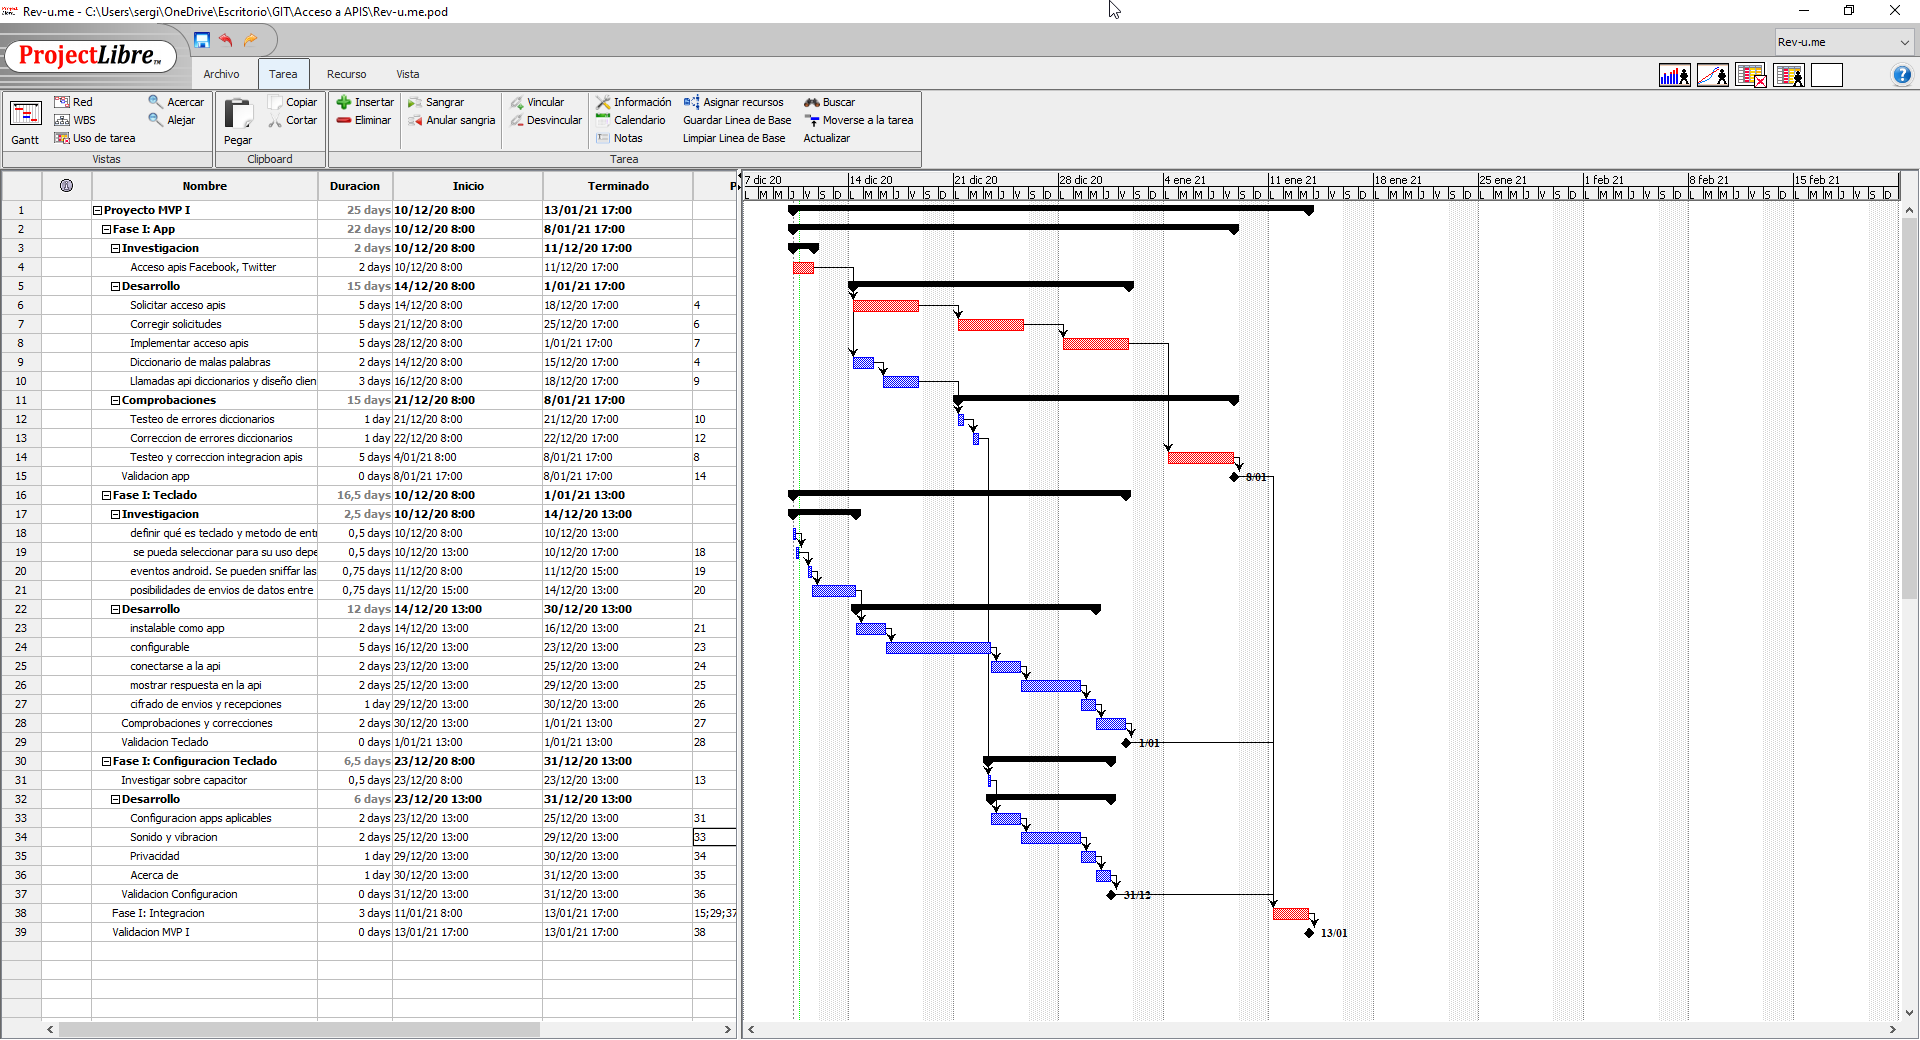 Rev-u.me - C:\Users\sergi\OneDrive\Escritorio\GIT\Acceso a APIS\Rev-u.me.pod
ProjectLibre™
Rev-u.me
Archivo Tarea Recurso Vista
Red Acercar Copiar Insertar Sangrar Vincular Información Asignar recursos Buscar
WBS Alejar Cortar Eliminar Anular sangria Desvincular Calendario Guardar Linea de Base Moverse a la tarea
Gantt Uso de tarea Pegar Notas Limpiar Linea de Base Actualizar
Vistas Clipboard Tarea
Nombre Duracion Inicio Terminado P
7 dic 20 14 dic 20 21 dic 20 28 dic 20 4 ene 21 11 ene 21 18 ene 21 25 ene 21 1 feb 21 8 feb 21 15 feb 21
L M M J V S D L M M J V S D L M M J V S D L M M J V S D L M M J V S D L M M J V S D L M M J V S D L M M J V S D L M M J V S D L M M J V S D L M M J V S D
1 Proyecto MVP I 25 days 10/12/20 8:00 13/01/21 17:00
2 Fase I: App 22 days 10/12/20 8:00 8/01/21 17:00
3 Investigacion 2 days 10/12/20 8:00 11/12/20 17:00
4 Acceso apis Facebook, Twitter 2 days 10/12/20 8:00 11/12/20 17:00
5 Desarrollo 15 days 14/12/20 8:00 1/01/21 17:00
6 Solicitar acceso apis 5 days 14/12/20 8:00 18/12/20 17:00 4
7 Corregir solicitudes 5 days 21/12/20 8:00 25/12/20 17:00 6
8 Implementar acceso apis 5 days 28/12/20 8:00 1/01/21 17:00 7
9 Diccionario de malas palabras 2 days 14/12/20 8:00 15/12/20 17:00 4
10 Llamadas api diccionarios y diseño clien 3 days 16/12/20 8:00 18/12/20 17:00 9
11 Comprobaciones 15 days 21/12/20 8:00 8/01/21 17:00
12 Testeo de errores diccionarios 1 day 21/12/20 8:00 21/12/20 17:00 10
13 Correccion de errores diccionarios 1 day 22/12/20 8:00 22/12/20 17:00 12
14 Testeo y correccion integracion apis 5 days 4/01/21 8:00 8/01/21 17:00 8
15 Validacion app 0 days 8/01/21 17:00 8/01/21 17:00 14 8/01
16 Fase I: Teclado 16,5 days 10/12/20 8:00 1/01/21 13:00
17 Investigacion 2,5 days 10/12/20 8:00 14/12/20 13:00
18 definir qué es teclado y metodo de ent 0,5 days 10/12/20 8:00 10/12/20 13:00
19 se pueda seleccionar para su uso depe 0,5 days 10/12/20 13:00 10/12/20 17:00 18
20 eventos android. Se pueden sniffar las 0,75 days 11/12/20 8:00 11/12/20 15:00 19
21 posibilidades de envios de datos entre 0,75 days 11/12/20 15:00 14/12/20 13:00 20
22 Desarrollo 12 days 14/12/20 13:00 30/12/20 13:00
23 instalable como app 2 days 14/12/20 13:00 16/12/20 13:00 21
24 configurable 5 days 16/12/20 13:00 23/12/20 13:00 23
25 conectarse a la api 2 days 23/12/20 13:00 25/12/20 13:00 24
26 mostrar respuesta en la api 2 days 25/12/20 13:00 29/12/20 13:00 25
27 cifrado de envios y recepciones 1 day 29/12/20 13:00 30/12/20 13:00 26
28 Comprobaciones y correcciones 2 days 30/12/20 13:00 1/01/21 13:00 27
29 Validacion Teclado 0 days 1/01/21 13:00 1/01/21 13:00 28 1/01
30 Fase I: Configuracion Teclado 6,5 days 23/12/20 8:00 31/12/20 13:00
31 Investigar sobre capacitor 0,5 days 23/12/20 8:00 23/12/20 13:00 13
32 Desarrollo 6 days 23/12/20 13:00 31/12/20 13:00
33 Configuracion apps aplicables 2 days 23/12/20 13:00 25/12/20 13:00 31
34 Sonido y vibracion 2 days 25/12/20 13:00 29/12/20 13:00 33
35 Privacidad 1 day 29/12/20 13:00 30/12/20 13:00 34
36 Acerca de 1 day 30/12/20 13:00 31/12/20 13:00 35
37 Validacion Configuracion 0 days 31/12/20 13:00 31/12/20 13:00 36 31/12
38 Fase I: Integracion 3 days 11/01/21 8:00 13/01/21 17:00 15;29;37
39 Validacion MVP I 0 days 13/01/21 17:00 13/01/21 17:00 38 13/01